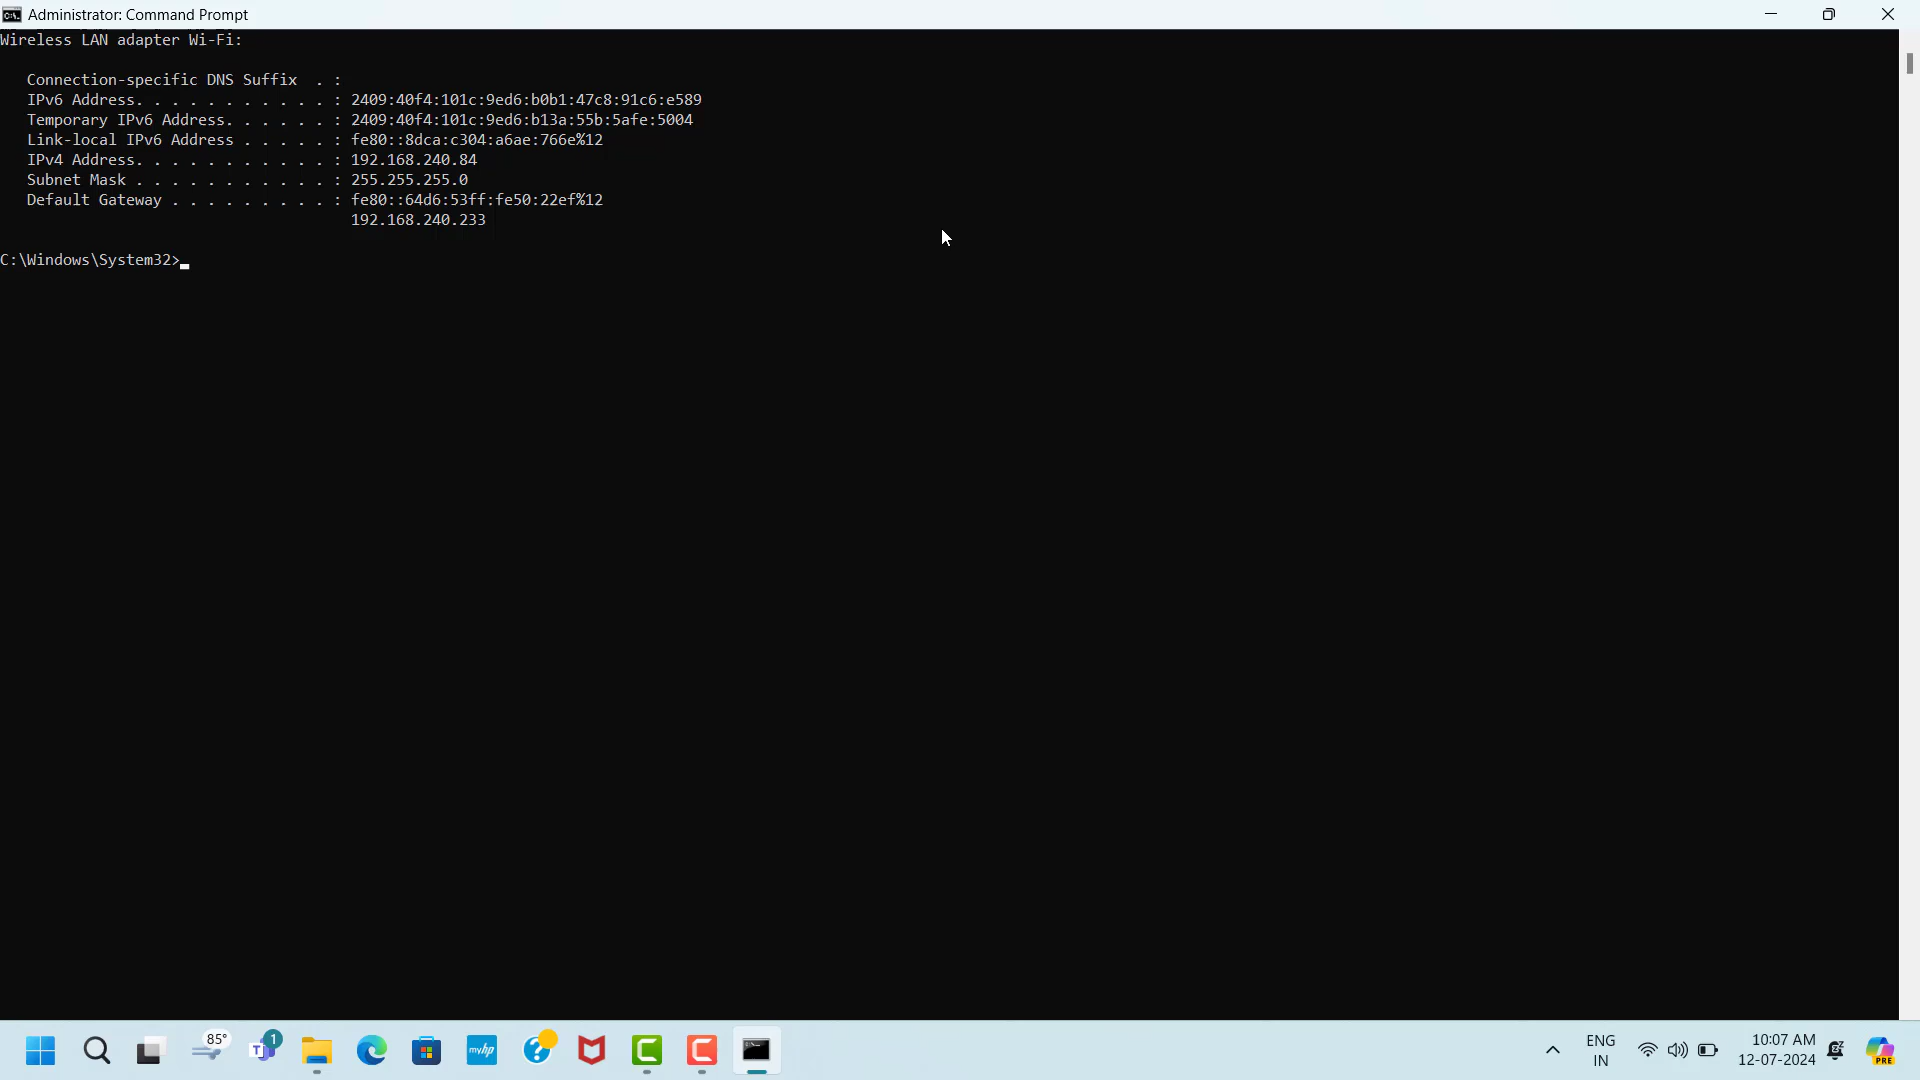 Administrator: Command Prompt
Wireless LAN adapter Wi-Fi:
Connection-specific DNS Suffix  . :
IPv6 Address. . . . . . . . . . . : 2409:40f4:101c:9ed6:b0b1:47c8:91c6:e589
Temporary IPv6 Address. . . . . . : 2409:40f4:101c:9ed6:b13a:55b:5afe:5004
Link-local IPv6 Address . . . . . : fe80::8dca:c304:a6ae:766e%12
IPv4 Address. . . . . . . . . . . : 192.168.240.84
Subnet Mask . . . . . . . . . . . : 255.255.255.0
Default Gateway . . . . . . . . . : fe80::64d6:53ff:fe50:22ef%12
192.168.240.233
C:\Windows\System32>
85°
1
T
myhp
?
ENG
IN
10:07 AM
12-07-2024
PRE